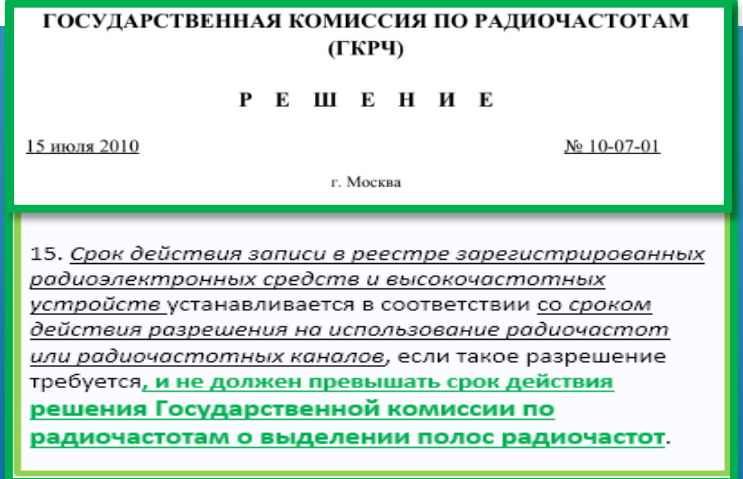 ГОСУДАРСТВЕННАЯ КОМИССИЯ ПО РАДИОЧАСТОТАМ
(ГКРЧ)
Р Е Ш Е Н И Е
15 июля 2010 № 10-07-01
г. Москва
15. Срок действия записи в реестре зарегистрированных
радиоэлектронных средств и высокочастотных
устройств устанавливается в соответствии со сроком
действия разрешения на использование радиочастот
или радиочастотных каналов, если такое разрешение
требуется, и не должен превышать срок действия
решения Государственной комиссии по
радиочастотам о выделении полос радиочастот.